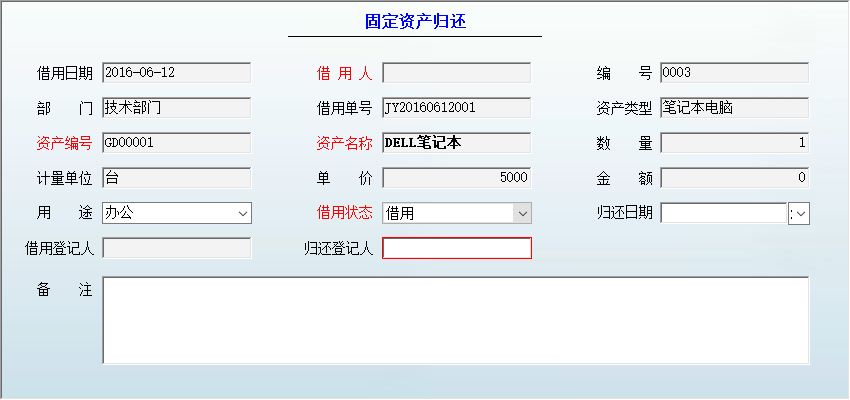 固定资产归还
借用日期 2016-06-12 借 用 人 编 号 0003
部 门 技术部门 借用单号 JY20160612001 资产类型 笔记本电脑
资产编号 GD00001 资产名称 DELL笔记本 数 量 1
计量单位 台 单 价 5000 金 额 0
用 途 办公 借用状态 借用 归还日期 :
借用登记人 归还登记人
备 注